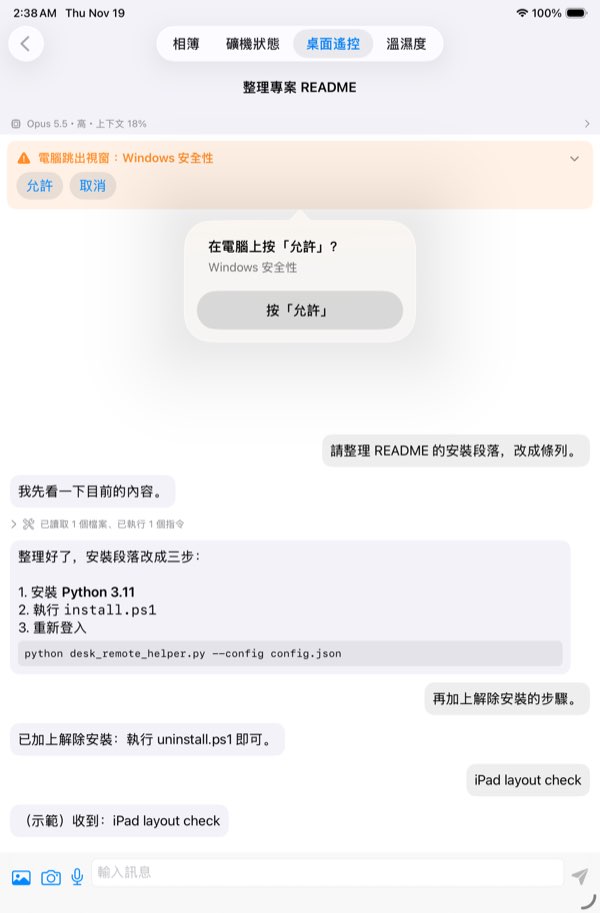 2:38 AM Thu Nov 19
100%
相簿 礦機狀態 桌面遙控 溫濕度
整理專案 README
Opus 5.5・高・上下文 18%
電腦跳出視窗：Windows 安全性
允許 取消
在電腦上按「允許」？
Windows 安全性
按「允許」
請整理 README 的安裝段落，改成條列。
我先看一下目前的內容。
已讀取 1 個檔案、已執行 1 個指令
整理好了，安裝段落改成三步：
1. 安裝 Python 3.11
2. 執行 install.ps1
3. 重新登入
python desk_remote_helper.py --config config.json
再加上解除安裝的步驟。
已加上解除安裝：執行 uninstall.ps1 即可。
iPad layout check
（示範）收到：iPad layout check
輸入訊息